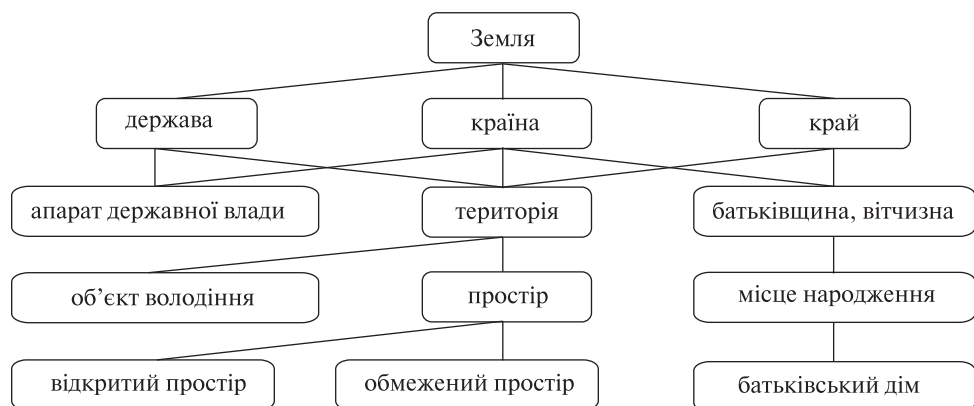 Земля
держава
країна
край
апарат державної влади
територія
батьківщина, вітчизна
об’єкт володіння
простір
місце народження
відкритий простір
обмежений простір
батьківський дім